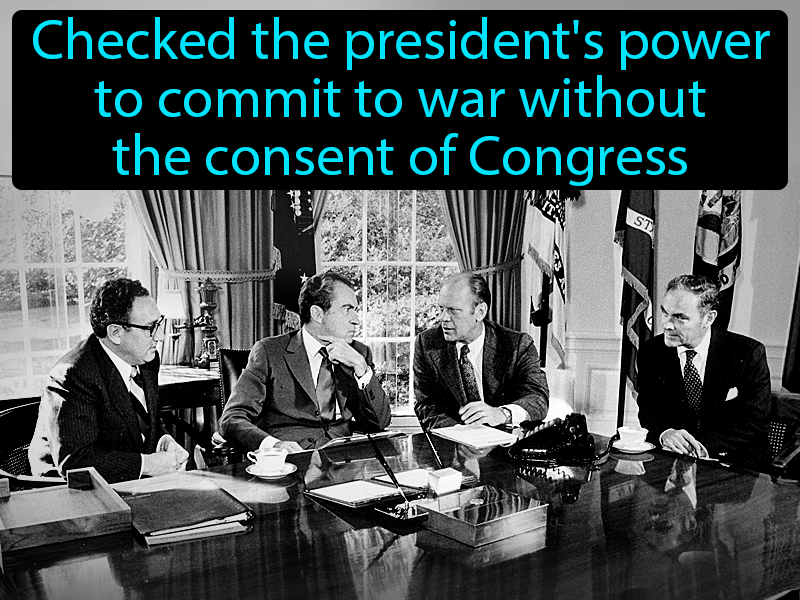 Checked the president's power
to commit to war without
the consent of Congress